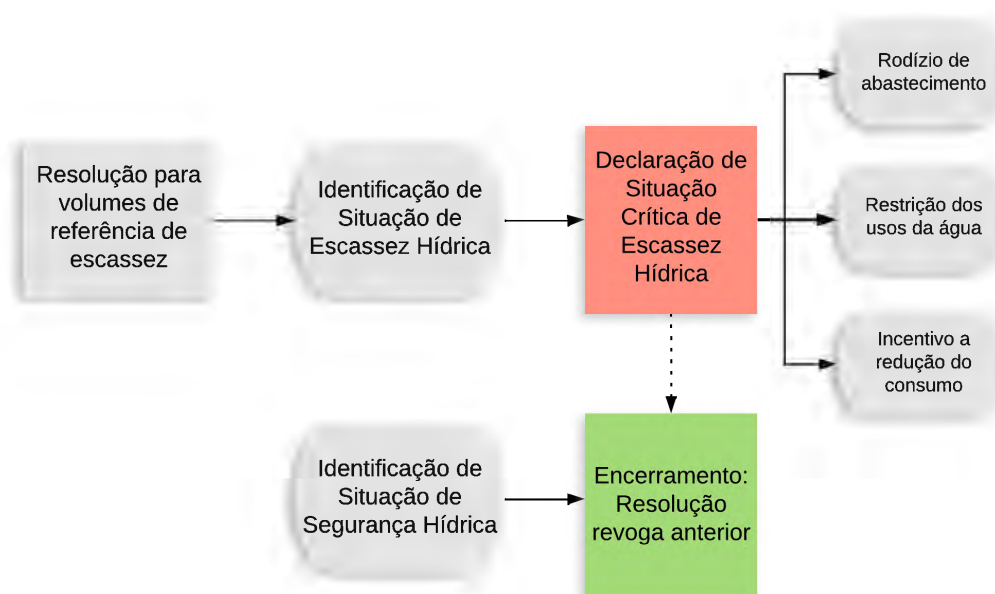 Resolução para
volumes de
referência de
escassez
Identificação de
Situação de
Escassez Hídrica
Declaração de
Situação
Crítica de
Escassez
Hídrica
Rodízio de
abastecimento
Restrição dos
usos da água
Incentivo a
redução do
consumo
Identificação de
Situação de
Segurança Hídrica
Encerramento:
Resolução
revoga anterior